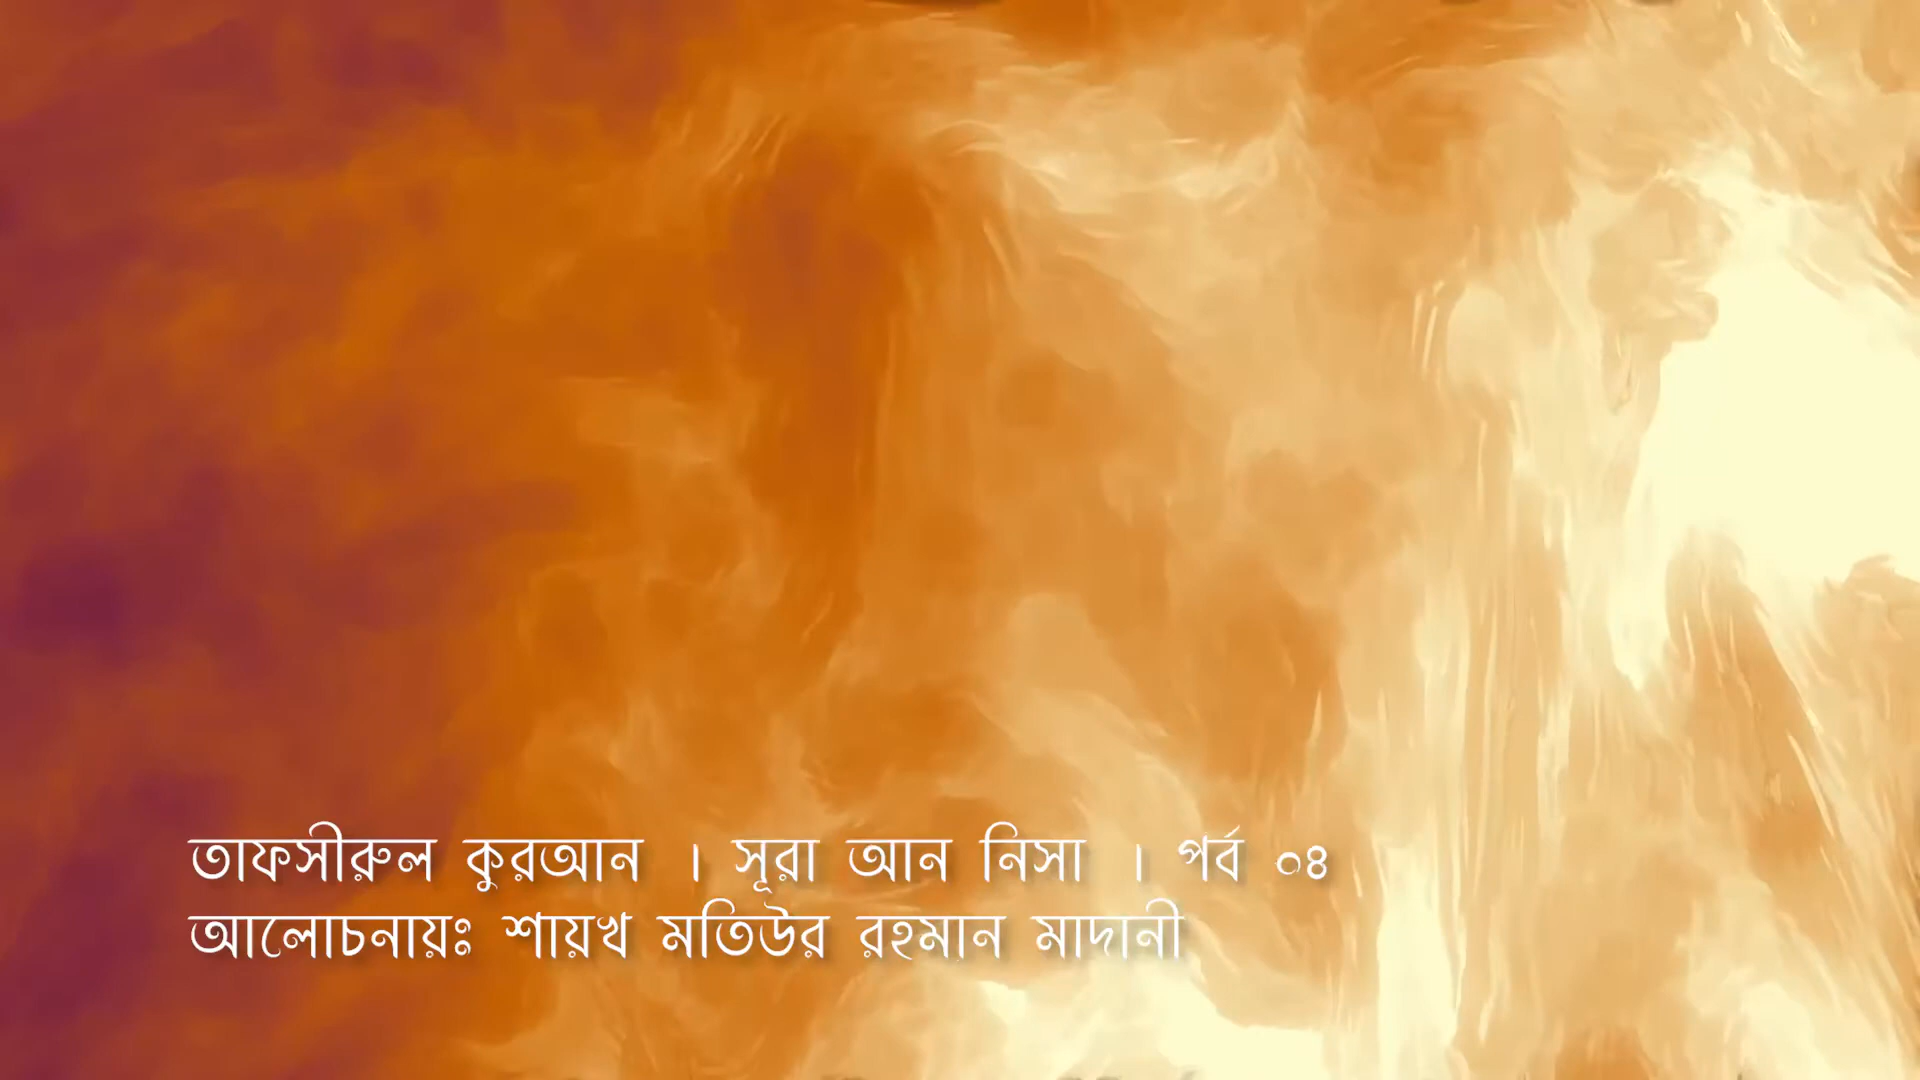 তাফসীরুল কুরআন । সূরা আন নিসা । পর্ব ০৪
আলোচনায়ঃ শায়খ মতিউর রহমান মাদানী